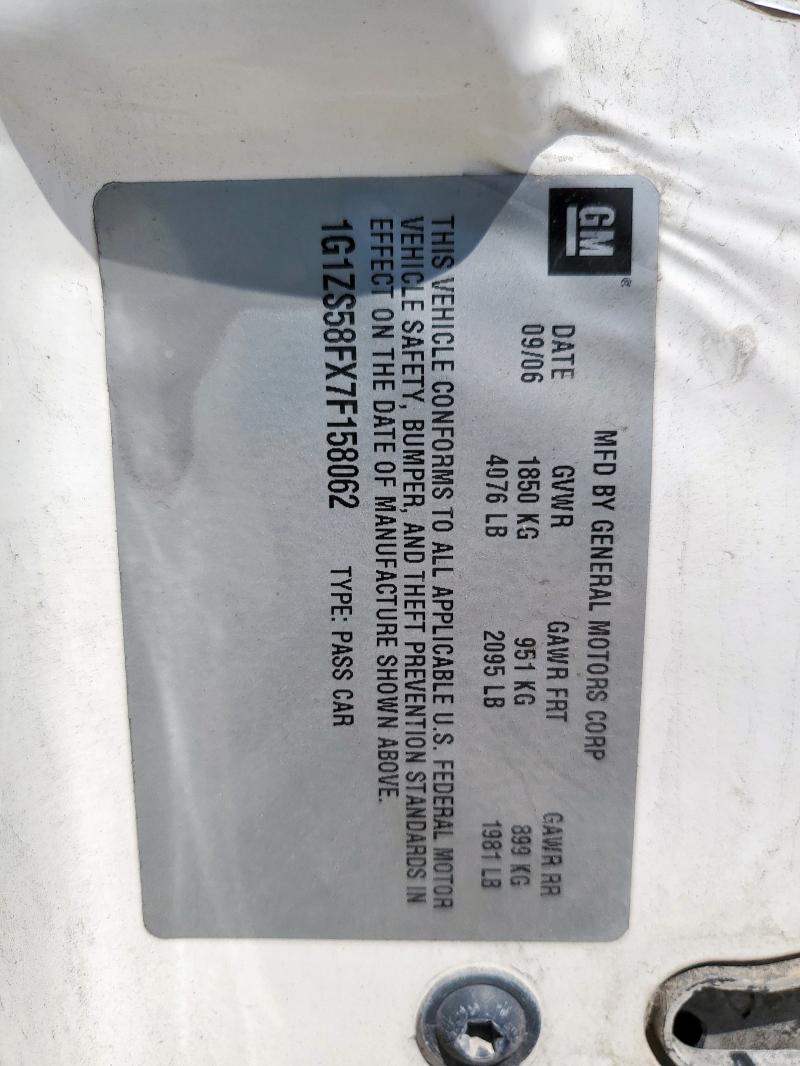 GM ®
MFD BY GENERAL MOTORS CORP
DATE GVWR GAWR FRT GAWR RR
09/06 1850 KG 951 KG 899 KG
4076 LB 2095 LB 1981 LB
THIS VEHICLE CONFORMS TO ALL APPLICABLE U.S. FEDERAL MOTOR
VEHICLE SAFETY, BUMPER, AND THEFT PREVENTION STANDARDS IN
EFFECT ON THE DATE OF MANUFACTURE SHOWN ABOVE.
1G1ZS58FX7F158062 TYPE: PASS CAR